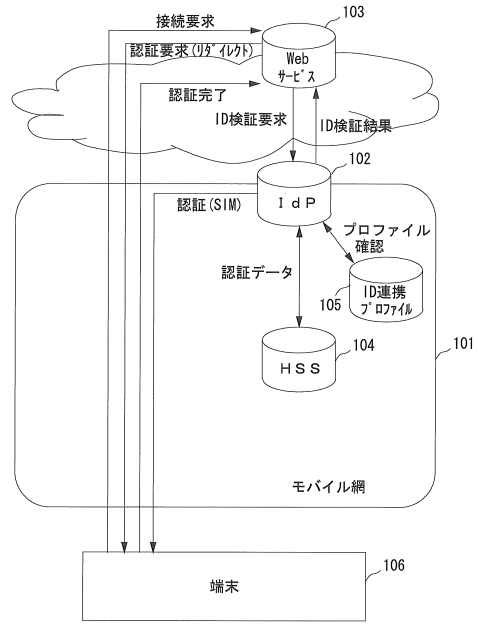 103
接続要求
認証要求(ﾘﾀﾞｲﾚｸﾄ)
Web
ｻｰﾋﾞｽ
認証完了
ID検証要求
ID検証結果
102
ＩｄＰ
認証(SIM)
プロファイル
確認
認証データ
105
ID連携
ﾌﾟﾛﾌｧｲﾙ
104
101
ＨＳＳ
モバイル網
106
端末